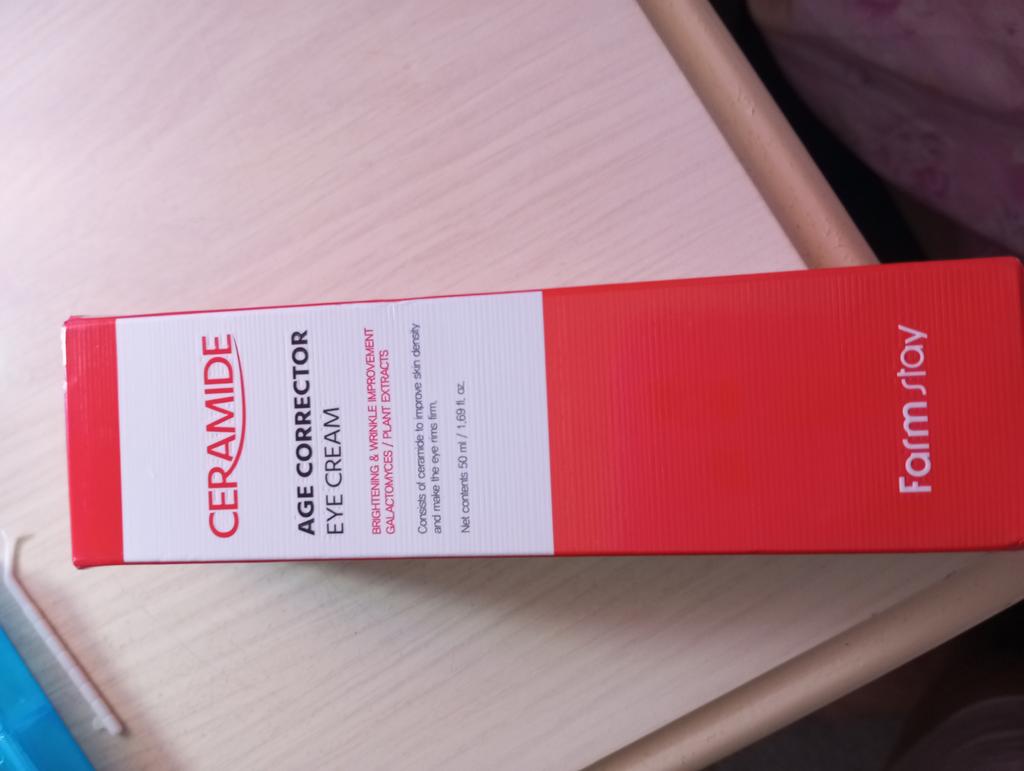 CERAMIDE
AGE CORRECTOR
EYE CREAM
BRIGHTENING & WRINKLE IMPROVEMENT
GALACTOMYCES / PLANT EXTRACTS
Consists of ceramide to improve skin density
and make the eye rims firm.
Net contents 50 ml / 1.69 fl. oz.
Farmstay